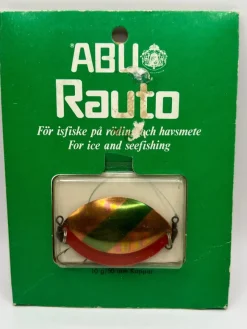 ABU
Rauto
För isfiske på röding och havsmete
For ice and seefishing